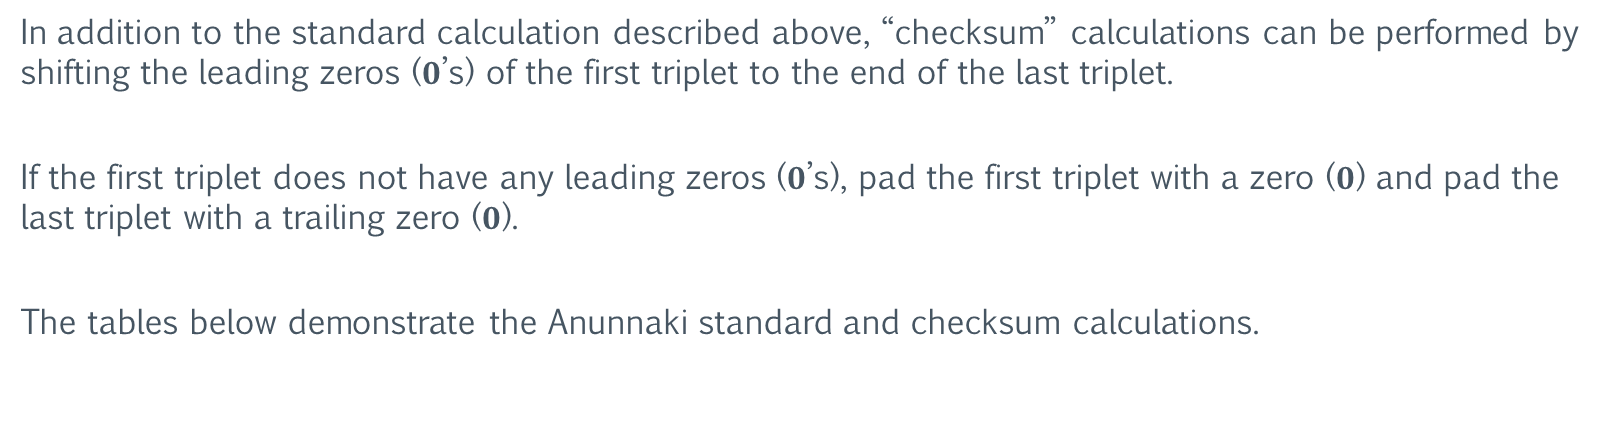 In addition to the standard calculation described above, “checksum” calculations can be performed by
shifting the leading zeros (0’s) of the first triplet to the end of the last triplet.
If the first triplet does not have any leading zeros (0’s), pad the first triplet with a zero (0) and pad the
last triplet with a trailing zero (0).
The tables below demonstrate the Anunnaki standard and checksum calculations.